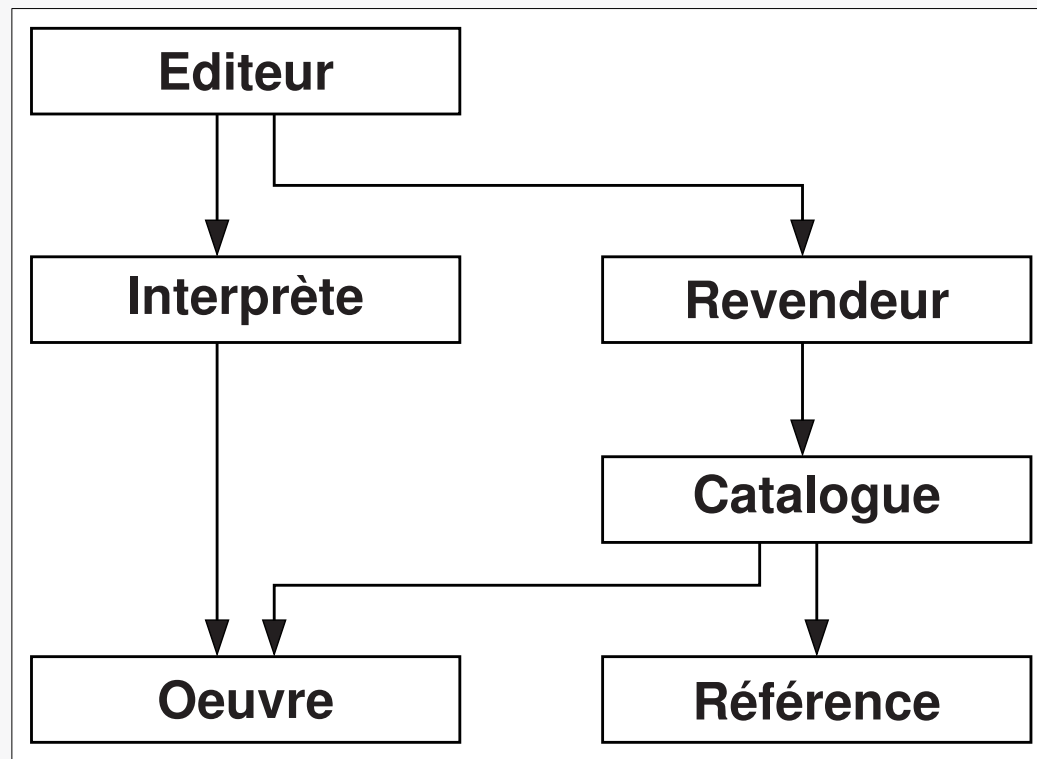 Editeur
Interprète
Revendeur
Catalogue
Oeuvre
Référence